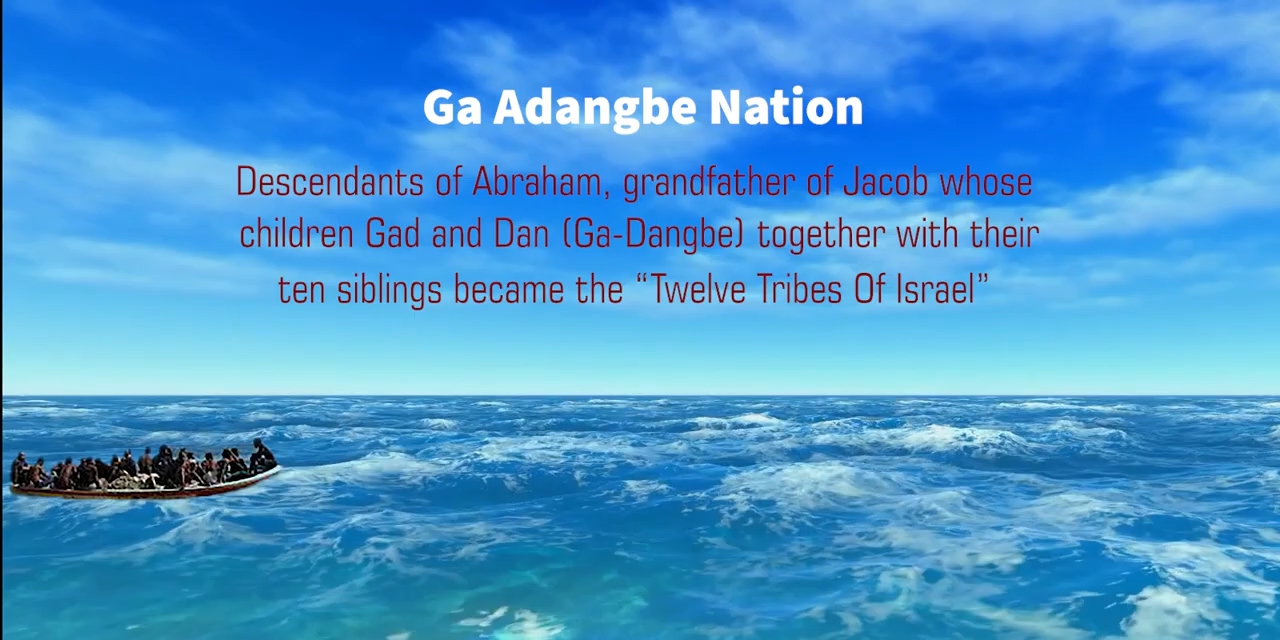 Ga Adangbe Nation
Descendants of Abraham, grandfather of Jacob whose
children Gad and Dan (Ga-Dangbe) together with their
ten siblings became the “Twelve Tribes Of Israel”